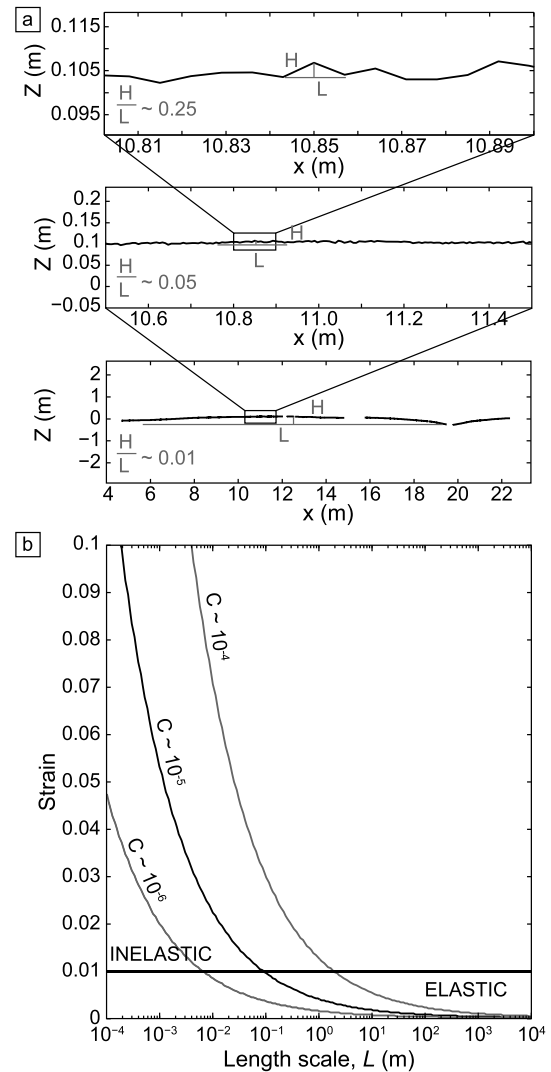 a
0.115
0.105
0.095
Z (m)
H
L
H
L
~ 0.25
10.81 10.83 10.85 10.87 10.89
x (m)
0.2
0.15
0.1
0.05
0
−0.05
Z (m)
H
L
H
L
~ 0.05
10.6 10.8 11.0 11.2 11.4
x (m)
2
1
0
−1
−2
Z (m)
H
L
H
L
~ 0.01
4 6 8 10 12 14 16 18 20 22
x (m)
b
0.1
0.09
0.08
0.07
0.06
0.05
0.04
0.03
0.02
0.01
0
Strain
C ~ 10⁻⁴
C ~ 10⁻⁵
C ~ 10⁻⁶
INELASTIC
ELASTIC
10⁻⁴ 10⁻³ 10⁻² 10⁻¹ 10⁰ 10¹ 10² 10³ 10⁴
Length scale, L (m)